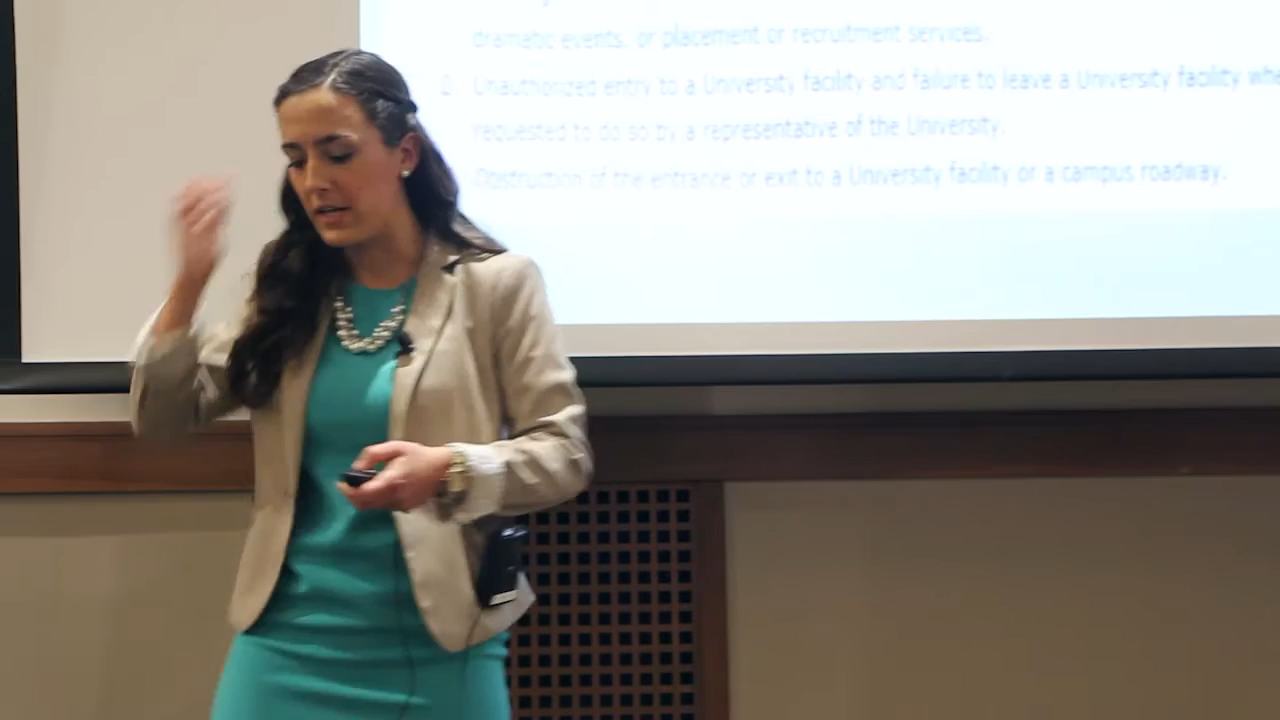 dramatic events, or placement or recruitment services.
D. Unauthorized entry to a University facility and failure to leave a University facility whe
requested to do so by a representative of the University.
Obstruction of the entrance or exit to a University facility or a campus roadway.